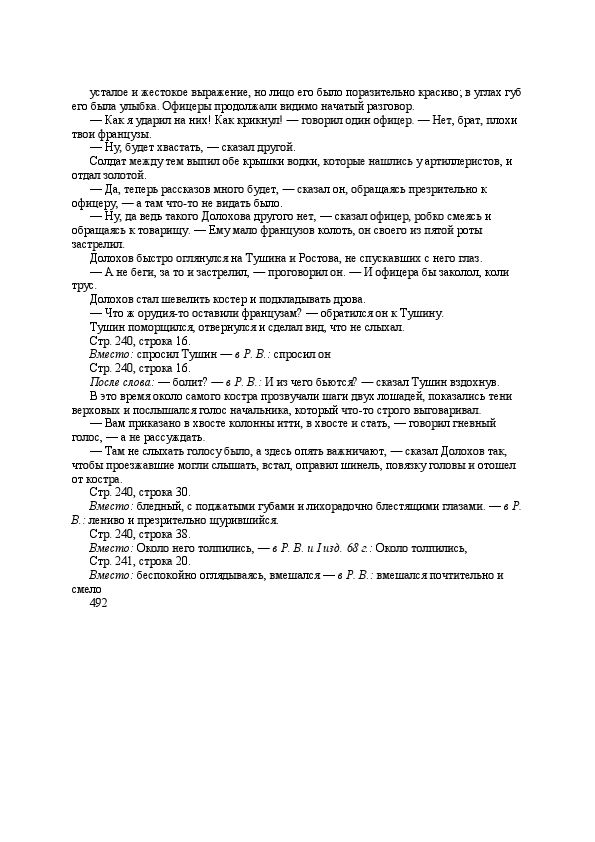 усталое и жестокое выражение, но лицо его было поразительно красиво; в углах губ
его была улыбка. Офицеры продолжали видимо начатый разговор.
— Как я ударил на них! Как крикнул! — говорил один офицер. — Нет, брат, плохи
твои французы.
— Ну, будет хвастать, — сказал другой.
Солдат между тем выпил обе крышки водки, которые нашлись у артиллеристов, и
отдал золотой.
— Да, теперь рассказов много будет, — сказал он, обращаясь презрительно к
офицеру, — а там что-то не видать было.
— Ну, да ведь такого Долохова другого нет, — сказал офицер, робко смеясь и
обращаясь к товарищу. — Ему мало французов колоть, он своего из пятой роты
застрелил.
Долохов быстро оглянулся на Тушина и Ростова, не спускавших с него глаз.
— А не беги, за то и застрелил, — проговорил он. — И офицера бы заколол, коли
трус.
Долохов стал шевелить костер и подкладывать дрова.
— Что ж орудия-то оставили французам? — обратился он к Тушину.
Тушин поморщился, отвернулся и сделал вид, что не слыхал.
Стр. 240, строка 16.
Вместо: спросил Тушин — в Р. В.: спросил он
Стр. 240, строка 16.
После слова: — болит? — в Р. В.: И из чего бьются? — сказал Тушин вздохнув.
В это время около самого костра прозвучали шаги двух лошадей, показались тени
верховых и послышался голос начальника, который что-то строго выговаривал.
— Вам приказано в хвосте колонны итти, в хвосте и стать, — говорил гневный
голос, — а не рассуждать.
— Там не слыхать голосу было, а здесь опять важничают, — сказал Долохов так,
чтобы проезжавшие могли слышать, встал, оправил шинель, повязку головы и отошел
от костра.
Стр. 240, строка 30.
Вместо: бледный, с поджатыми губами и лихорадочно блестящими глазами. — в Р.
В.: лениво и презрительно щурившийся.
Стр. 240, строка 38.
Вместо: Около него толпились, — в Р. В. и I изд. 68 г.: Около толпились,
Стр. 241, строка 20.
Вместо: беспокойно оглядываясь, вмешался — в Р. В.: вмешался почтительно и
смело
492